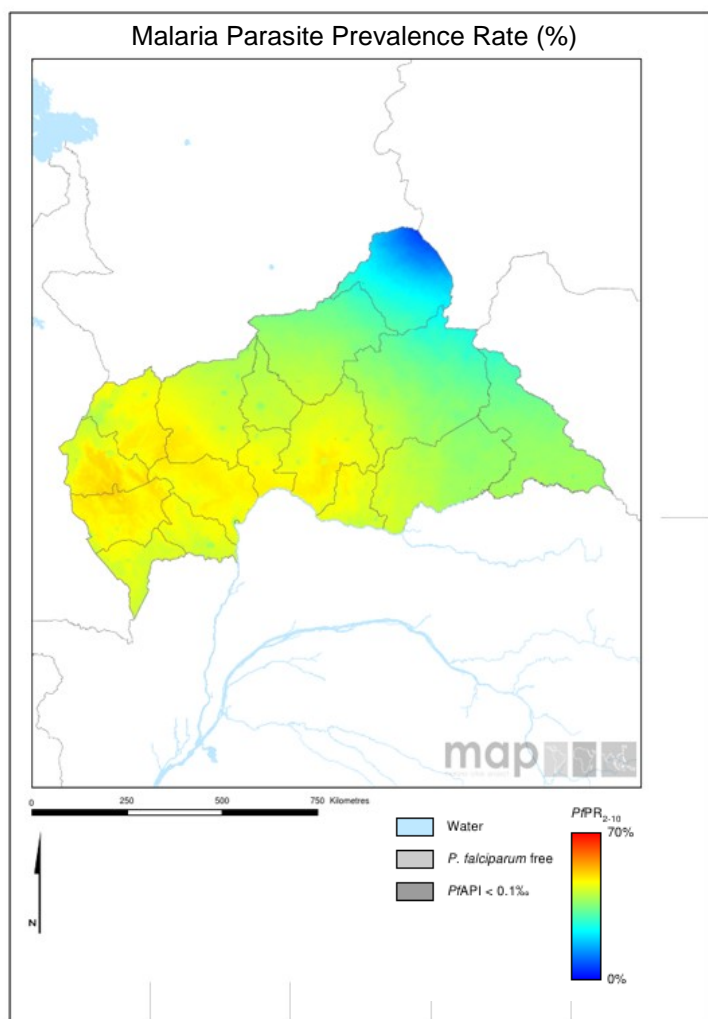 Malaria Parasite Prevalence Rate (%)
map
0 250 500 750 Kilometres
Water
P. falciparum free
PfAPI < 0.1‰
PfPR2-10
70%
0%
N